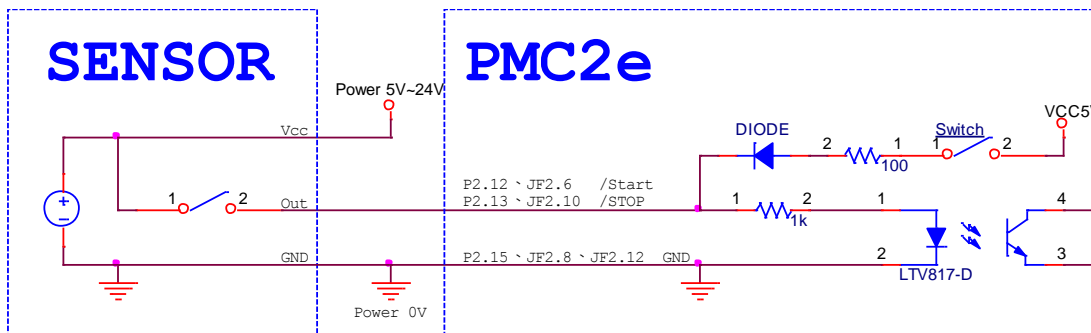 SENSOR
PMC2e
Power 5V~24V
VCC5V
Vcc
DIODE
Switch
2
1
1
2
100
P2.12、JF2.6 /Start
1
2
Out
P2.13、JF2.10 /STOP
1
2
1k
1
4
GND
P2.15、JF2.8、JF2.12 GND
2
3
LTV817-D
Power 0V